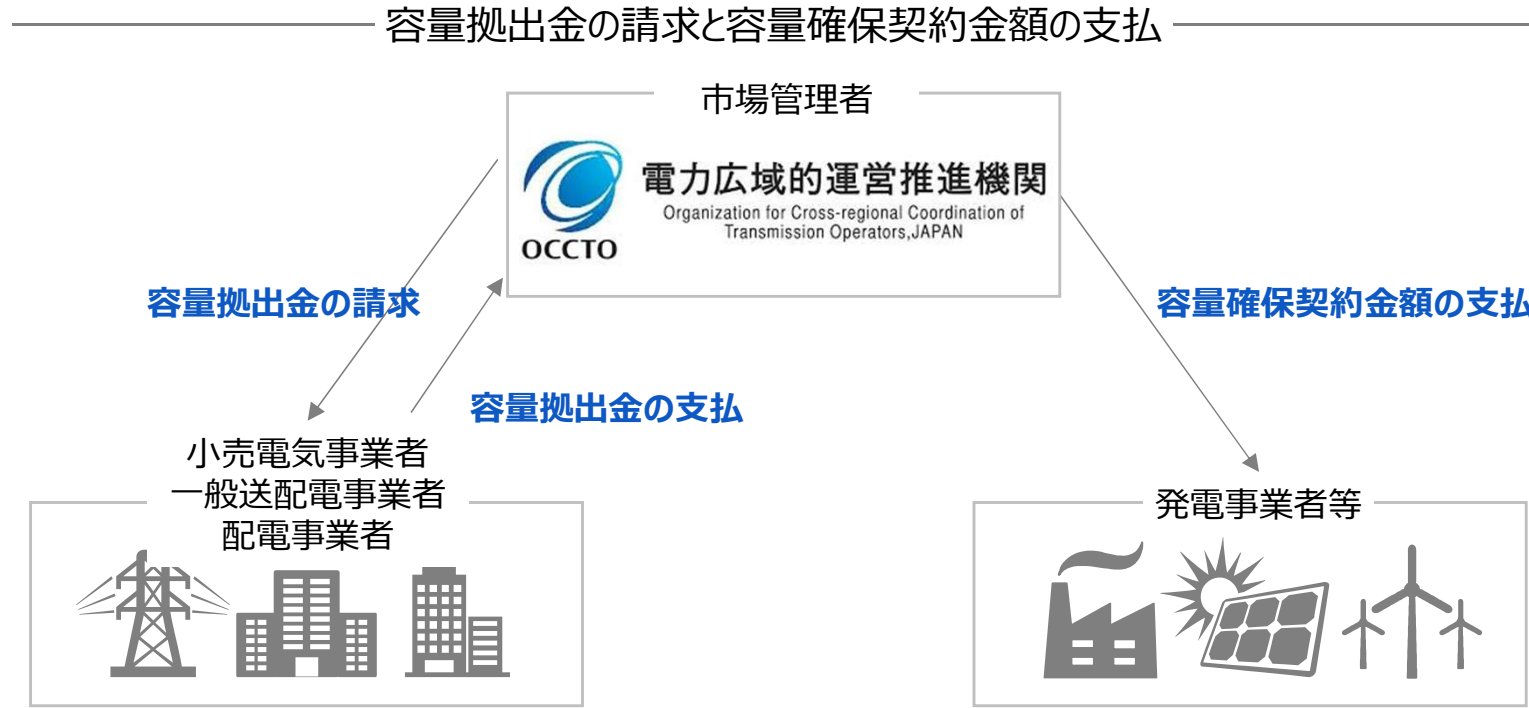 容量拠出金の請求と容量確保契約金額の支払
市場管理者
電力広域的運営推進機関
Organization for Cross-regional Coordination of
Transmission Operators,JAPAN
OCCTO
容量拠出金の請求
容量確保契約金額の支払
容量拠出金の支払
小売電気事業者
一般送配電事業者
配電事業者
発電事業者等